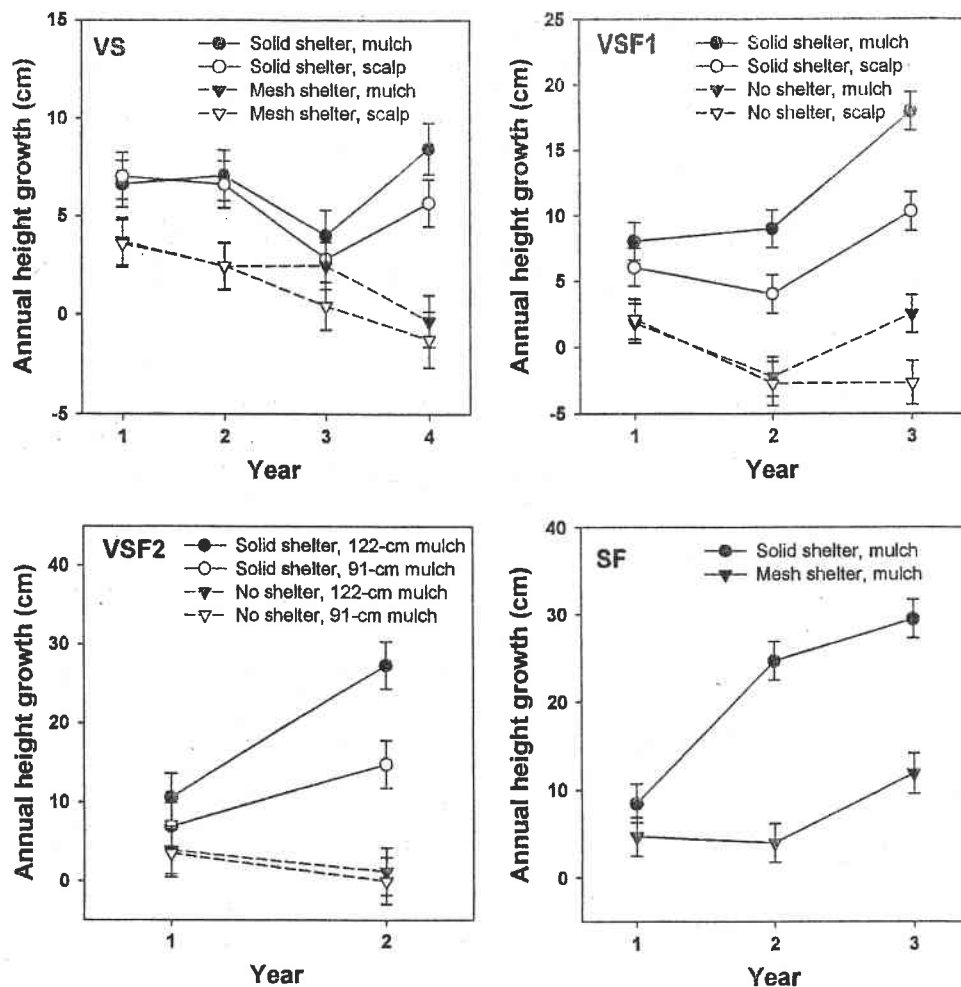 VS
Solid shelter, mulch
Solid shelter, scalp
Mesh shelter, mulch
Mesh shelter, scalp
Annual height growth (cm)
15
10
5
0
-5
1 2 3 4
Year
VSF1
Solid shelter, mulch
Solid shelter, scalp
No shelter, mulch
No shelter, scalp
Annual height growth (cm)
25
20
15
10
5
0
-5
1 2 3
Year
VSF2
Solid shelter, 122-cm mulch
Solid shelter, 91-cm mulch
No shelter, 122-cm mulch
No shelter, 91-cm mulch
Annual height growth (cm)
40
30
20
10
0
1 2
Year
SF
Solid shelter, mulch
Mesh shelter, mulch
Annual height growth (cm)
40
30
20
10
0
1 2 3
Year